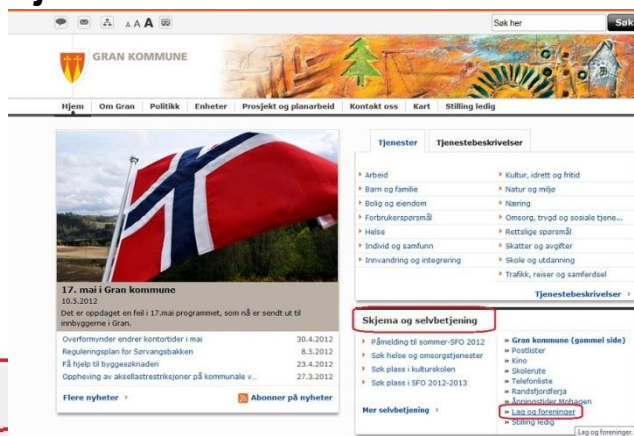 A A A
Søk her
Søk
GRAN KOMMUNE
Hjem
Om Gran
Politikk
Enheter
Prosjekt og planarbeid
Kontakt oss
Kart
Stilling ledig
17. mai i Gran kommune
10.5.2012
Det er oppdaget en feil i 17.mai programmet, som nå er sendt ut til
innbyggerne i Gran.
Overformynder endrer kontortider i mai 30.4.2012
Reguleringsplan for Sørvangsbakken 8.5.2012
Få hjelp til byggesøknaden 23.4.2012
Oppheving av aksellastrestriksjoner på kommunale v... 27.3.2012
Flere nyheter
Abonner på nyheter
Tjenester
Tjenestebeskrivelser
Arbeid
Barn og familie
Bolig og eiendom
Forbrukerspørsmål
Helse
Individ og samfunn
Innvandring og integrering
Kultur, idrett og fritid
Natur og miljø
Næring
Omsorg, trygd og sosiale tjene...
Rettslige spørsmål
Skatter og avgifter
Skole og utdanning
Trafikk, reiser og samferdsel
Tjenestebeskrivelser
Skjema og selvbetjening
Påmelding til sommer-SFO 2012
Søk helse og omsorgstjenester
Søk plass i kulturskolen
Søk plass i SFO 2012-2013
Mer selvbetjening
» Gran kommune (gammel side)
» Postlister
» Kino
» Skolerute
» Telefonliste
» Randsfjordferja
» Åpningstider Mohagen
» Lag og foreninger
» Stilling ledig
Lag og foreninger